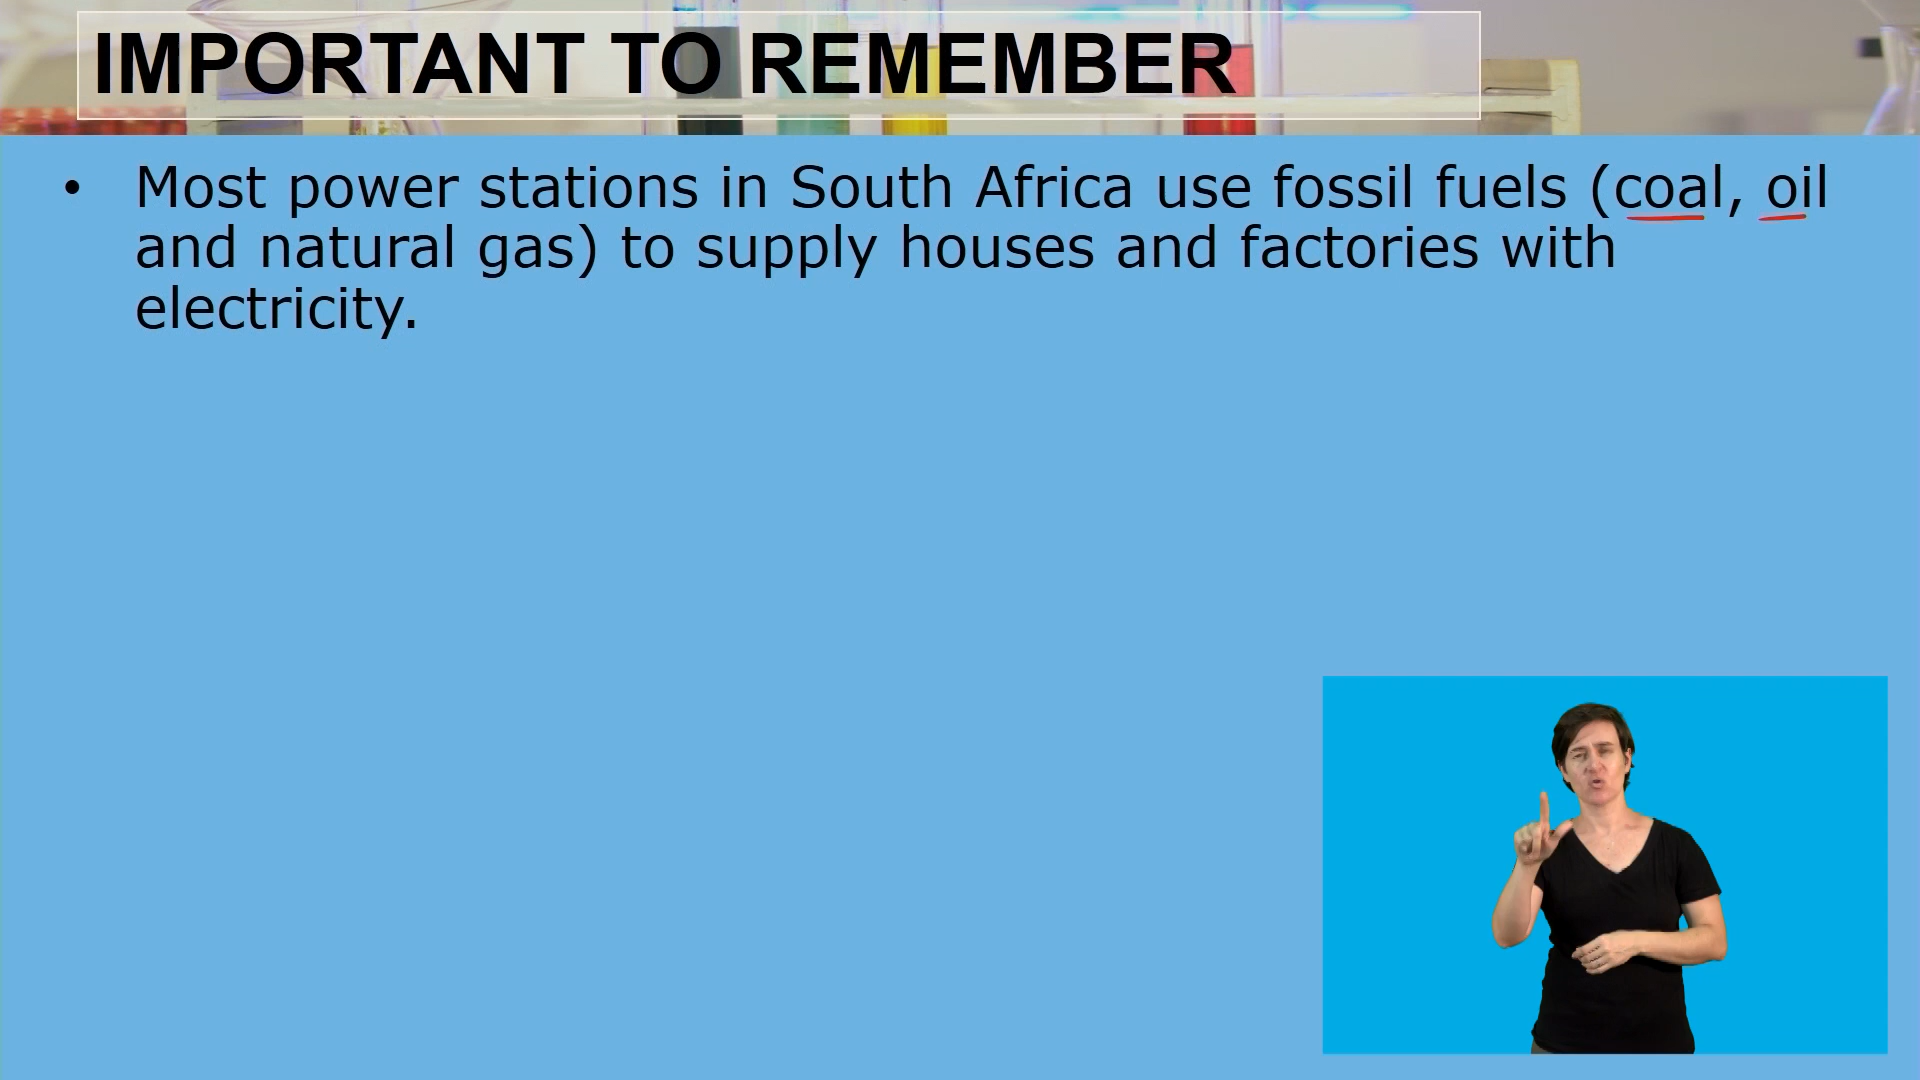 IMPORTANT TO REMEMBER
• Most power stations in South Africa use fossil fuels (coal, oil
and natural gas) to supply houses and factories with
electricity.